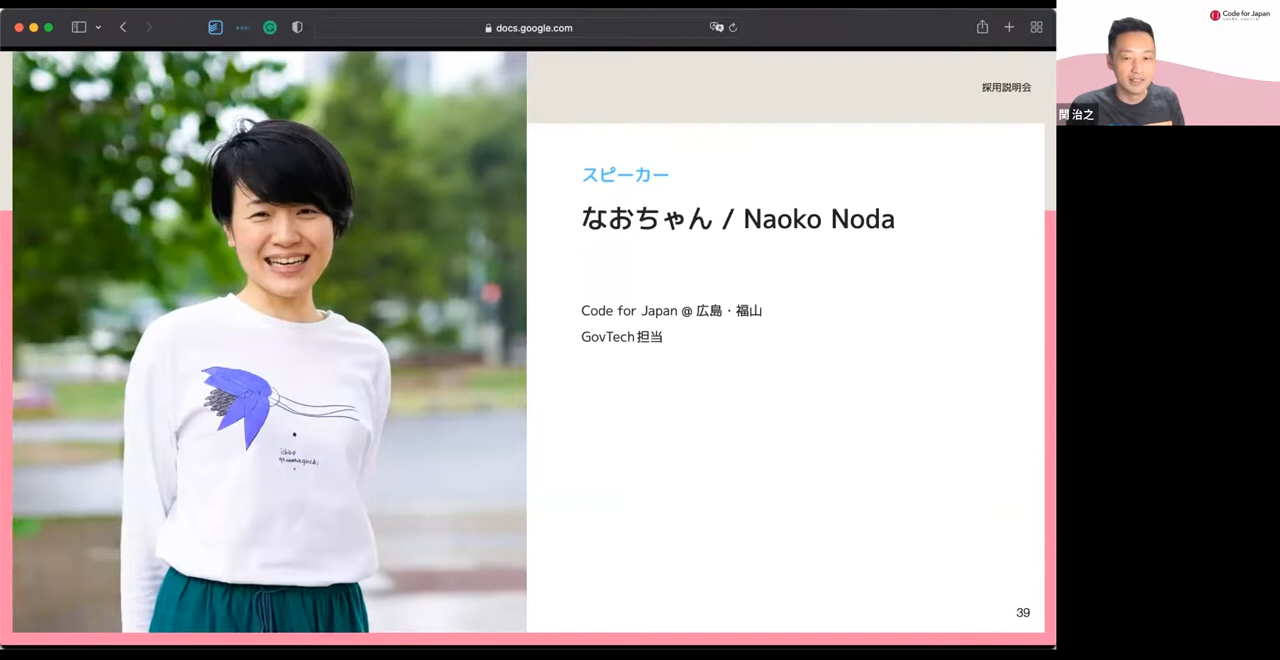 docs.google.com
Code for Japan
関 治之
採用説明会
スピーカー
なおちゃん / Naoko Noda
Code for Japan @ 広島・福山
GovTech担当
39